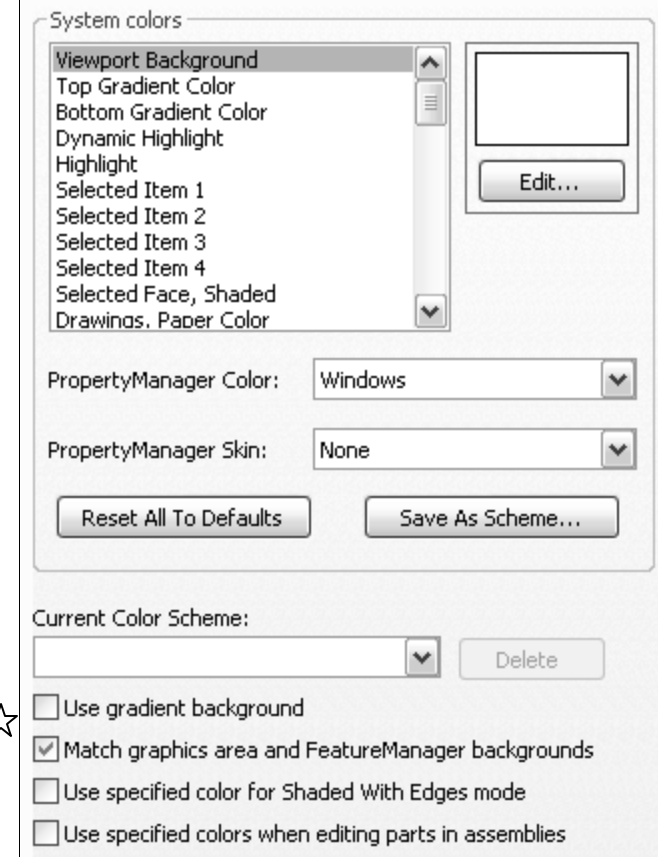 System colors
Viewport Background
Top Gradient Color
Bottom Gradient Color
Dynamic Highlight
Highlight
Selected Item 1
Selected Item 2
Selected Item 3
Selected Item 4
Selected Face, Shaded
Drawings, Paper Color
Edit...
PropertyManager Color: Windows
PropertyManager Skin: None
Reset All To Defaults Save As Scheme...
Current Color Scheme:
Delete
Use gradient background
Match graphics area and FeatureManager backgrounds
Use specified color for Shaded With Edges mode
Use specified colors when editing parts in assemblies